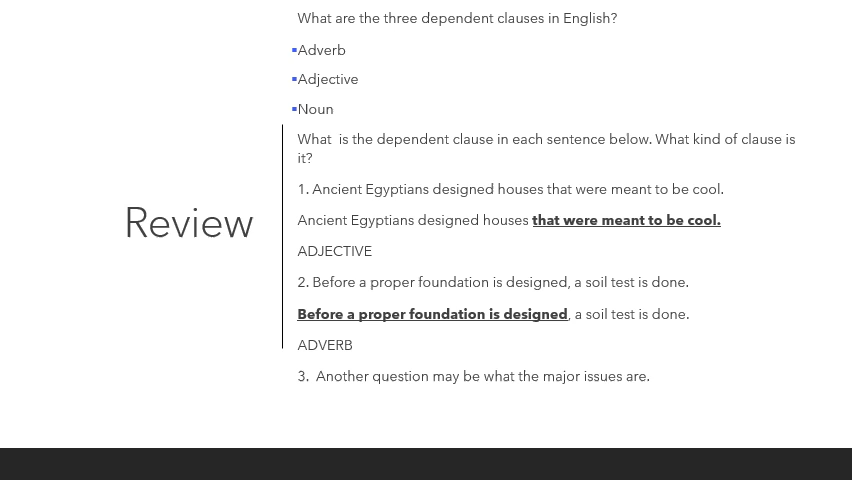 What are the three dependent clauses in English?
▪Adverb
▪Adjective
▪Noun
What  is the dependent clause in each sentence below. What kind of clause is
it?
1. Ancient Egyptians designed houses that were meant to be cool.
Ancient Egyptians designed houses that were meant to be cool.
ADJECTIVE
2. Before a proper foundation is designed, a soil test is done.
Before a proper foundation is designed, a soil test is done.
ADVERB
3.  Another question may be what the major issues are.
Review